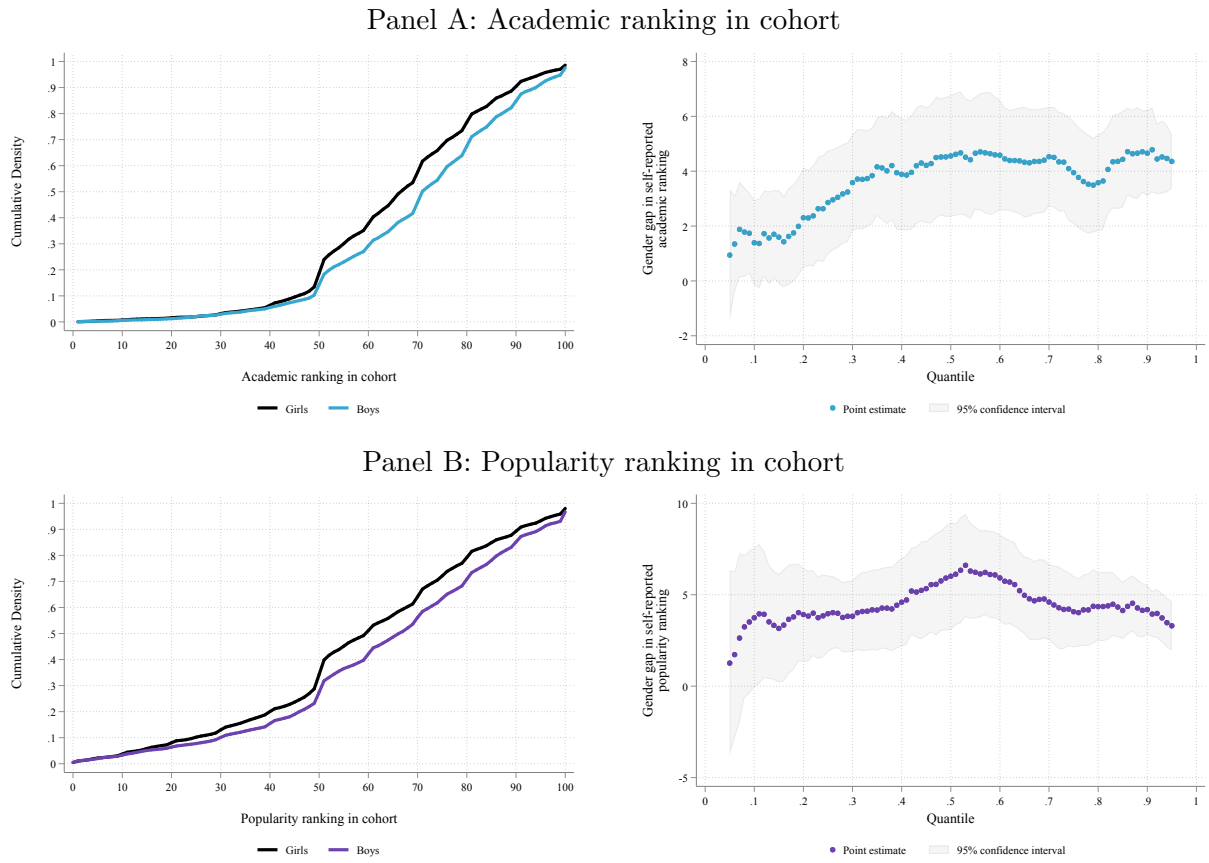 Panel A: Academic ranking in cohort
Cumulative Density
1
.9
.8
.7
.6
.5
.4
.3
.2
.1
0
0 10 20 30 40 50 60 70 80 90 100
Academic ranking in cohort
Girls Boys
Gender gap in self-reported
academic ranking
8
6
4
2
0
-2
0 .1 .2 .3 .4 .5 .6 .7 .8 .9 1
Quantile
Point estimate 95% confidence interval
Panel B: Popularity ranking in cohort
Cumulative Density
1
.9
.8
.7
.6
.5
.4
.3
.2
.1
0
0 10 20 30 40 50 60 70 80 90 100
Popularity ranking in cohort
Girls Boys
Gender gap in self-reported
popularity ranking
10
5
0
-5
0 .1 .2 .3 .4 .5 .6 .7 .8 .9 1
Quantile
Point estimate 95% confidence interval